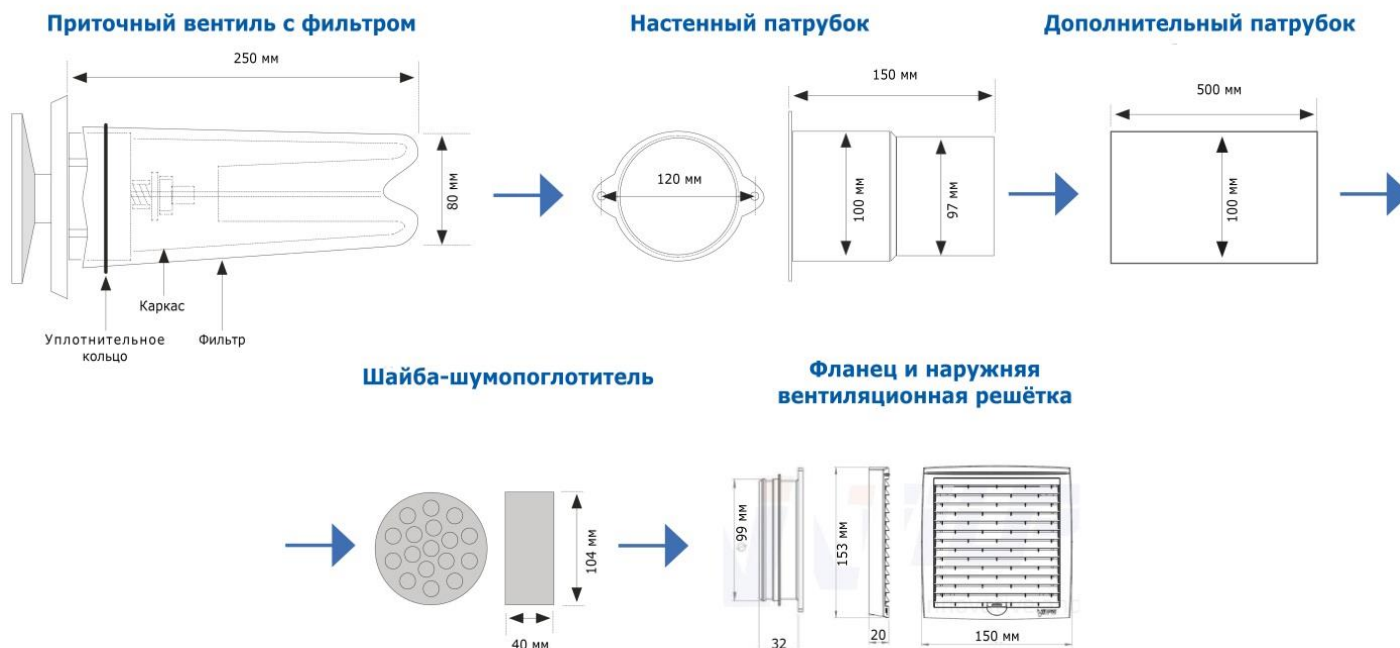 Приточный вентиль с фильтром
Настенный патрубок
Дополнительный патрубок
250 мм
150 мм
500 мм
80 мм
120 мм
100 мм
97 мм
100 мм
Каркас
Уплотнительное
кольцо
Фильтр
Шайба-шумопоглотитель
Фланец и наружняя
вентиляционная решётка
104 мм
40 мм
99 мм
32
153 мм
20
150 мм